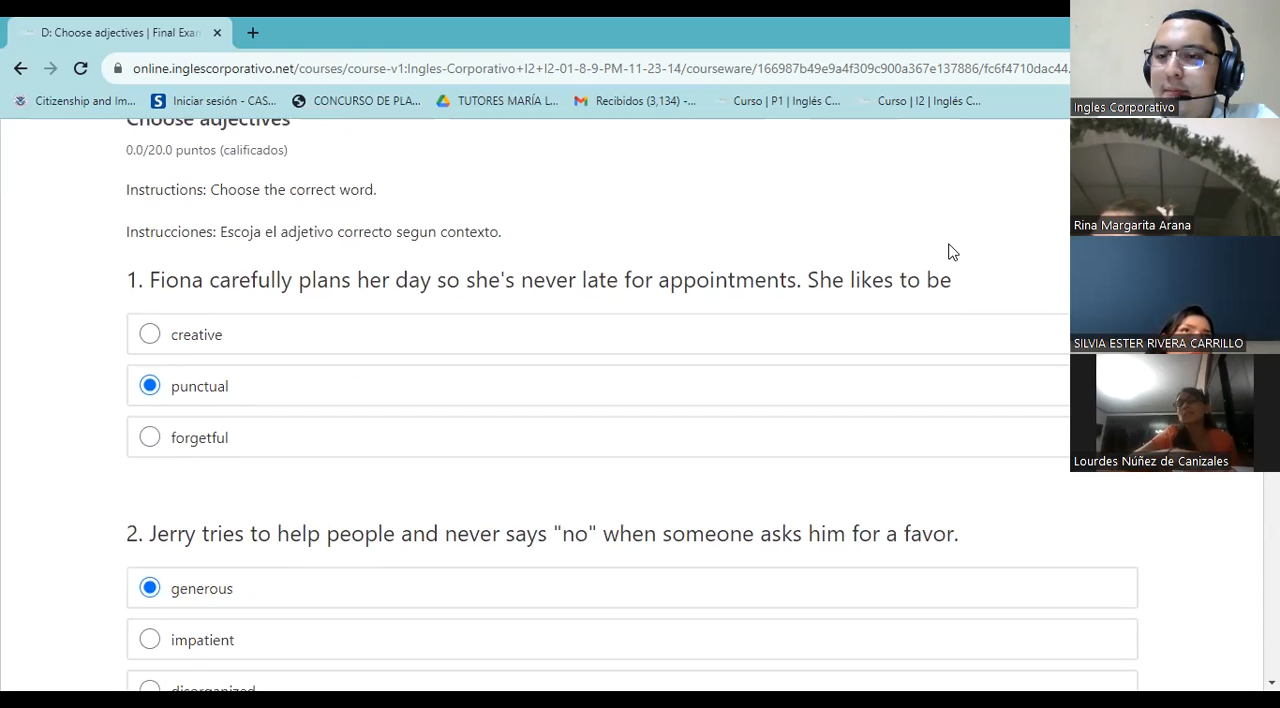 D: Choose adjectives | Final Exar
online.inglescorporativo.net/courses/course-v1:Ingles-Corporativo+I2+I2-01-8-9-PM-11-23-14/courseware/166987b49e9a4f309c900a367e137886/fc6f4710dac44.
Citizenship and Im... Iniciar sesión - CAS... CONCURSO DE PLA... TUTORES MARÍA L... Recibidos (3,134) -... Curso | P1 | Inglés C... Curso | I2 | Inglés C...
Ingles Corporativo
Choose adjectives
0.0/20.0 puntos (calificados)
Instructions: Choose the correct word.
Rina Margarita Arana
Instrucciones: Escoja el adjetivo correcto segun contexto.
1. Fiona carefully plans her day so she's never late for appointments. She likes to be
creative
SILVIA ESTER RIVERA CARRILLO
punctual
forgetful
Lourdes Núñez de Canizales
2. Jerry tries to help people and never says "no" when someone asks him for a favor.
generous
impatient
disorganized